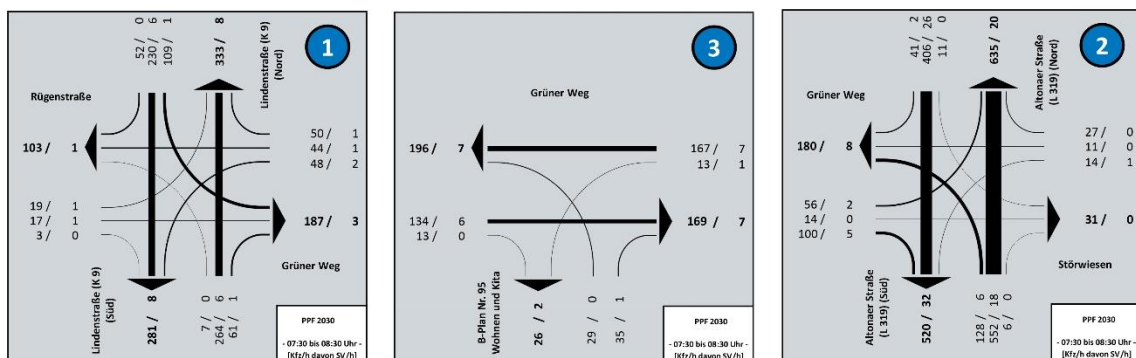 52 / 0
230 / 6
109 / 1
333 / 8
Lindenstraße (K 9)
(Nord)
1
Rügenstraße
103 / 1
50 / 1
44 / 1
48 / 2
19 / 1
17 / 1
3 / 0
187 / 3
Grüner Weg
Lindenstraße (K 9)
(Süd)
281 / 8
7 / 0
264 / 6
61 / 1
PPF 2030
- 07:30 bis 08:30 Uhr -
- [Kfz/h davon SV/h]
3
Grüner Weg
196 / 7
167 / 7
13 / 1
134 / 6
13 / 0
169 / 7
B-Plan Nr. 95
Wohnen und Kita
26 / 2
29 / 0
35 / 1
PPF 2030
- 07:30 bis 08:30 Uhr -
[Kfz/h davon SV/h]
41 / 2
406 / 26
11 / 0
635 / 20
Altonaer Straße
(L 319) (Nord)
2
Grüner Weg
180 / 8
27 / 0
11 / 0
14 / 1
56 / 2
14 / 0
100 / 5
31 / 0
Störwiesen
Altonaer Straße
(L 319) (Süd)
520 / 32
128 / 6
552 / 18
6 / 0
PPF 2030
- 07:30 bis 08:30 Uhr -
[Kfz/h davon SV/h]